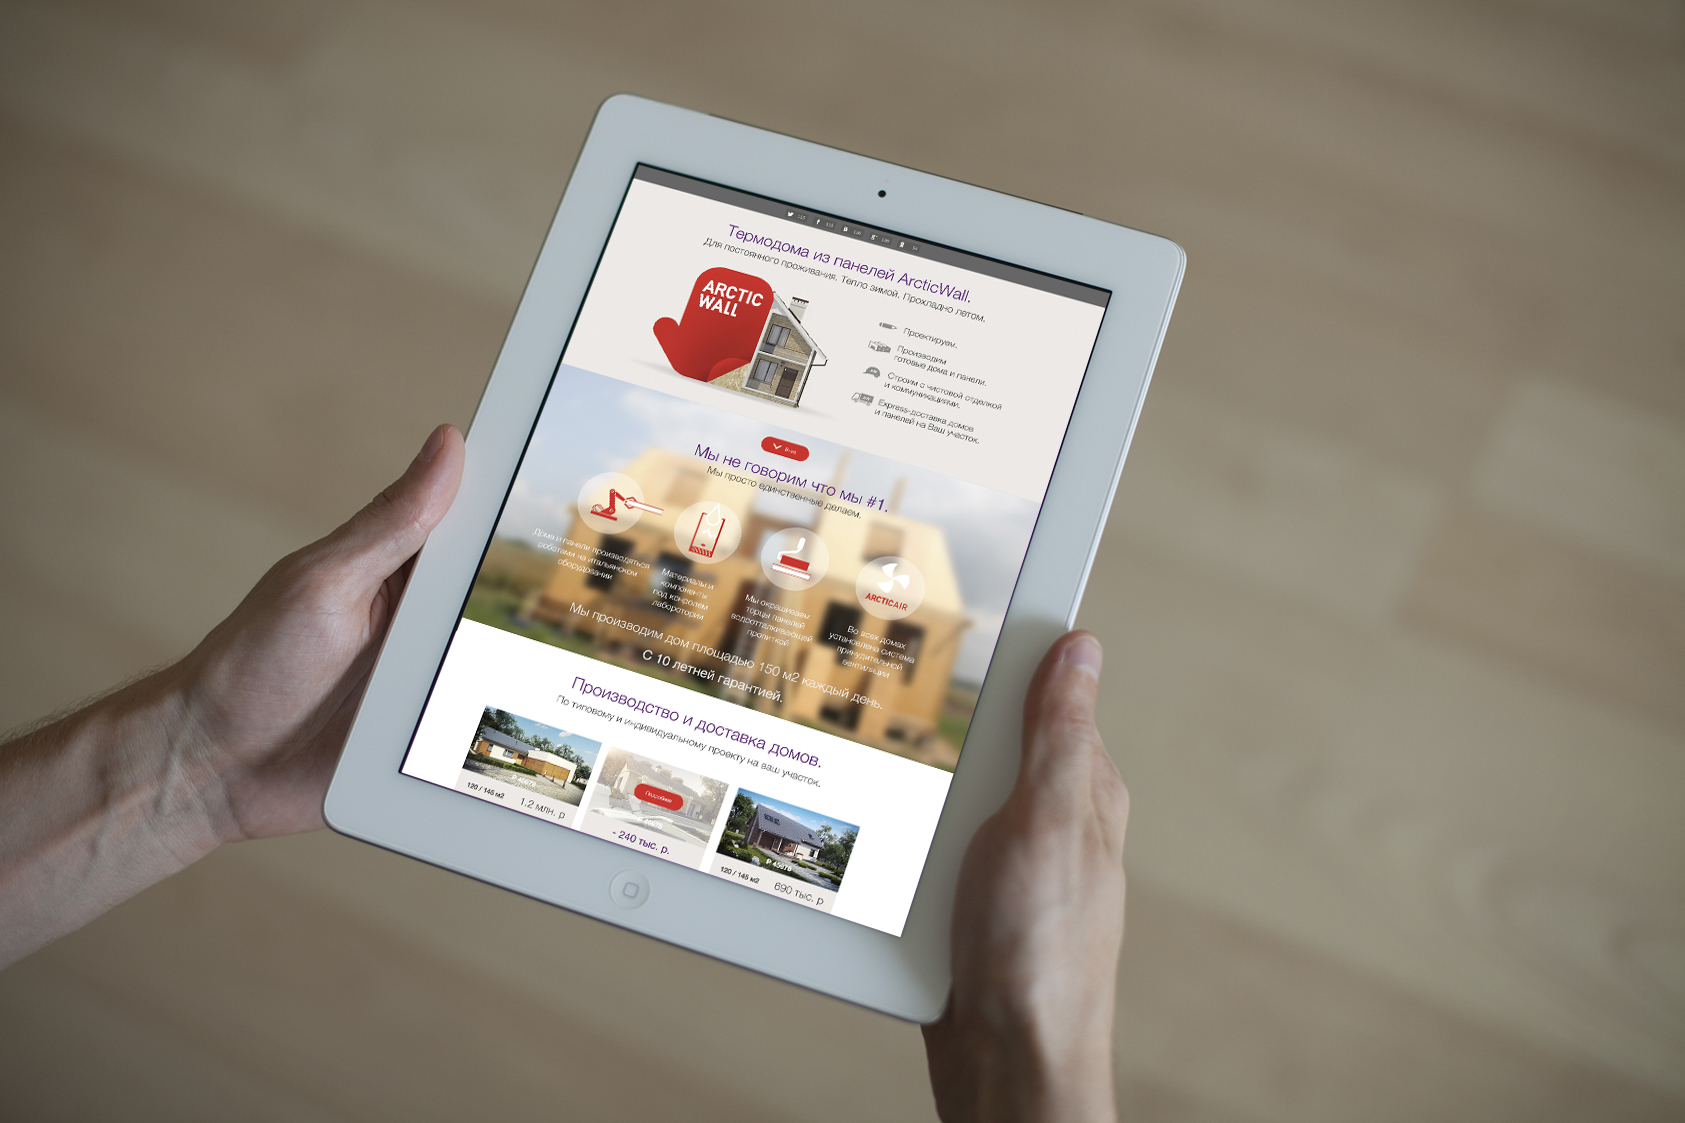 Термодома из панелей ArcticWall.
Для постоянного проживания. Тепло зимой. Прохладно летом.
ARCTIC
WALL
Проектируем.
Производим
готовые дома и панели.
Строим с чистовой отделкой
и коммуникациями.
Express-доставка домов
и панелей на Ваш участок.
Мы не говорим что мы #1.
Мы просто единственные делаем.
Дома и панели производяться
роботами на итальянском
оборудовании
Материалы и
компоненты
под консолем
лаборатории
Мы окрашиваем
торцы панелей
водоотталкивающей
пропиткой
ARCTICAIR
Во всех домах
установлена система
принудительной
вентиляции
Мы производим дом площадью 150 м2 каждый день.
С 10 летней гарантией.
Производство и доставка домов.
По типовому и индивидуальному проекту на ваш участок.
P 45678
120 / 145 м2
1.2 млн. р
Подробнее
- 240 тыс. р.
P 45678
120 / 145 м2
690 тыс. р